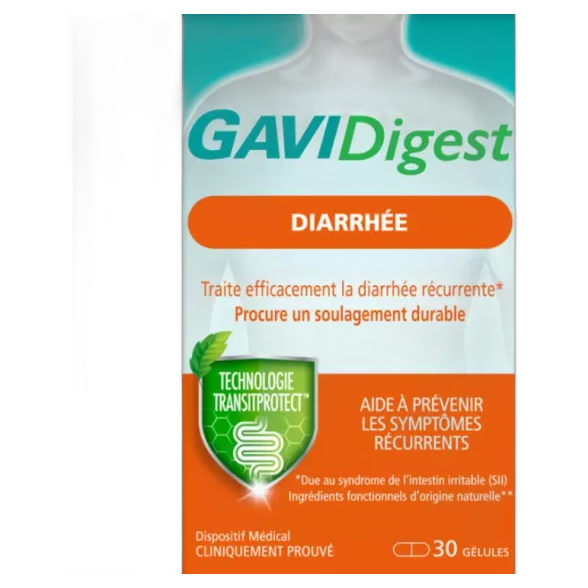 GAVIDigest
DIARRHÉE
Traite efficacement la diarrhée récurrente*
Procure un soulagement durable
TECHNOLOGIE
TRANSITPROTECT™
AIDE À PRÉVENIR
LES SYMPTÔMES
RÉCURRENTS
*Due au syndrome de l'intestin irritable (SII)
Ingrédients fonctionnels d'origine naturelle**
Dispositif Médical
CLINIQUEMENT PROUVÉ
30 GÉLULES